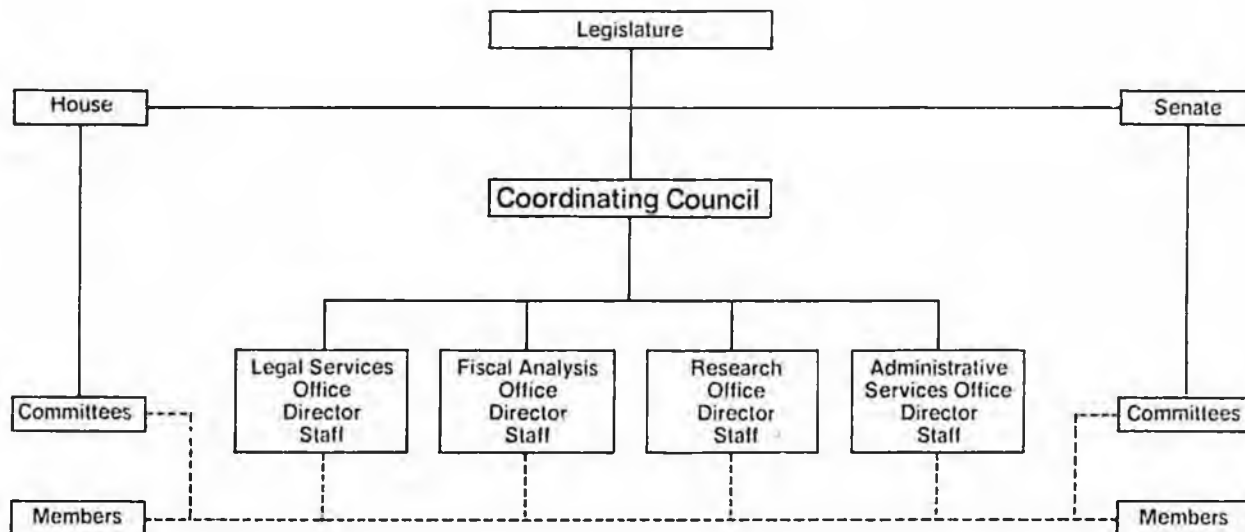 Legislature
House
Senate
Coordinating Council
Legal Services
Office
Director
Staff
Fiscal Analysis
Office
Director
Staff
Research
Office
Director
Staff
Administrative
Services Office
Director
Staff
Committees
Committees
Members
Members